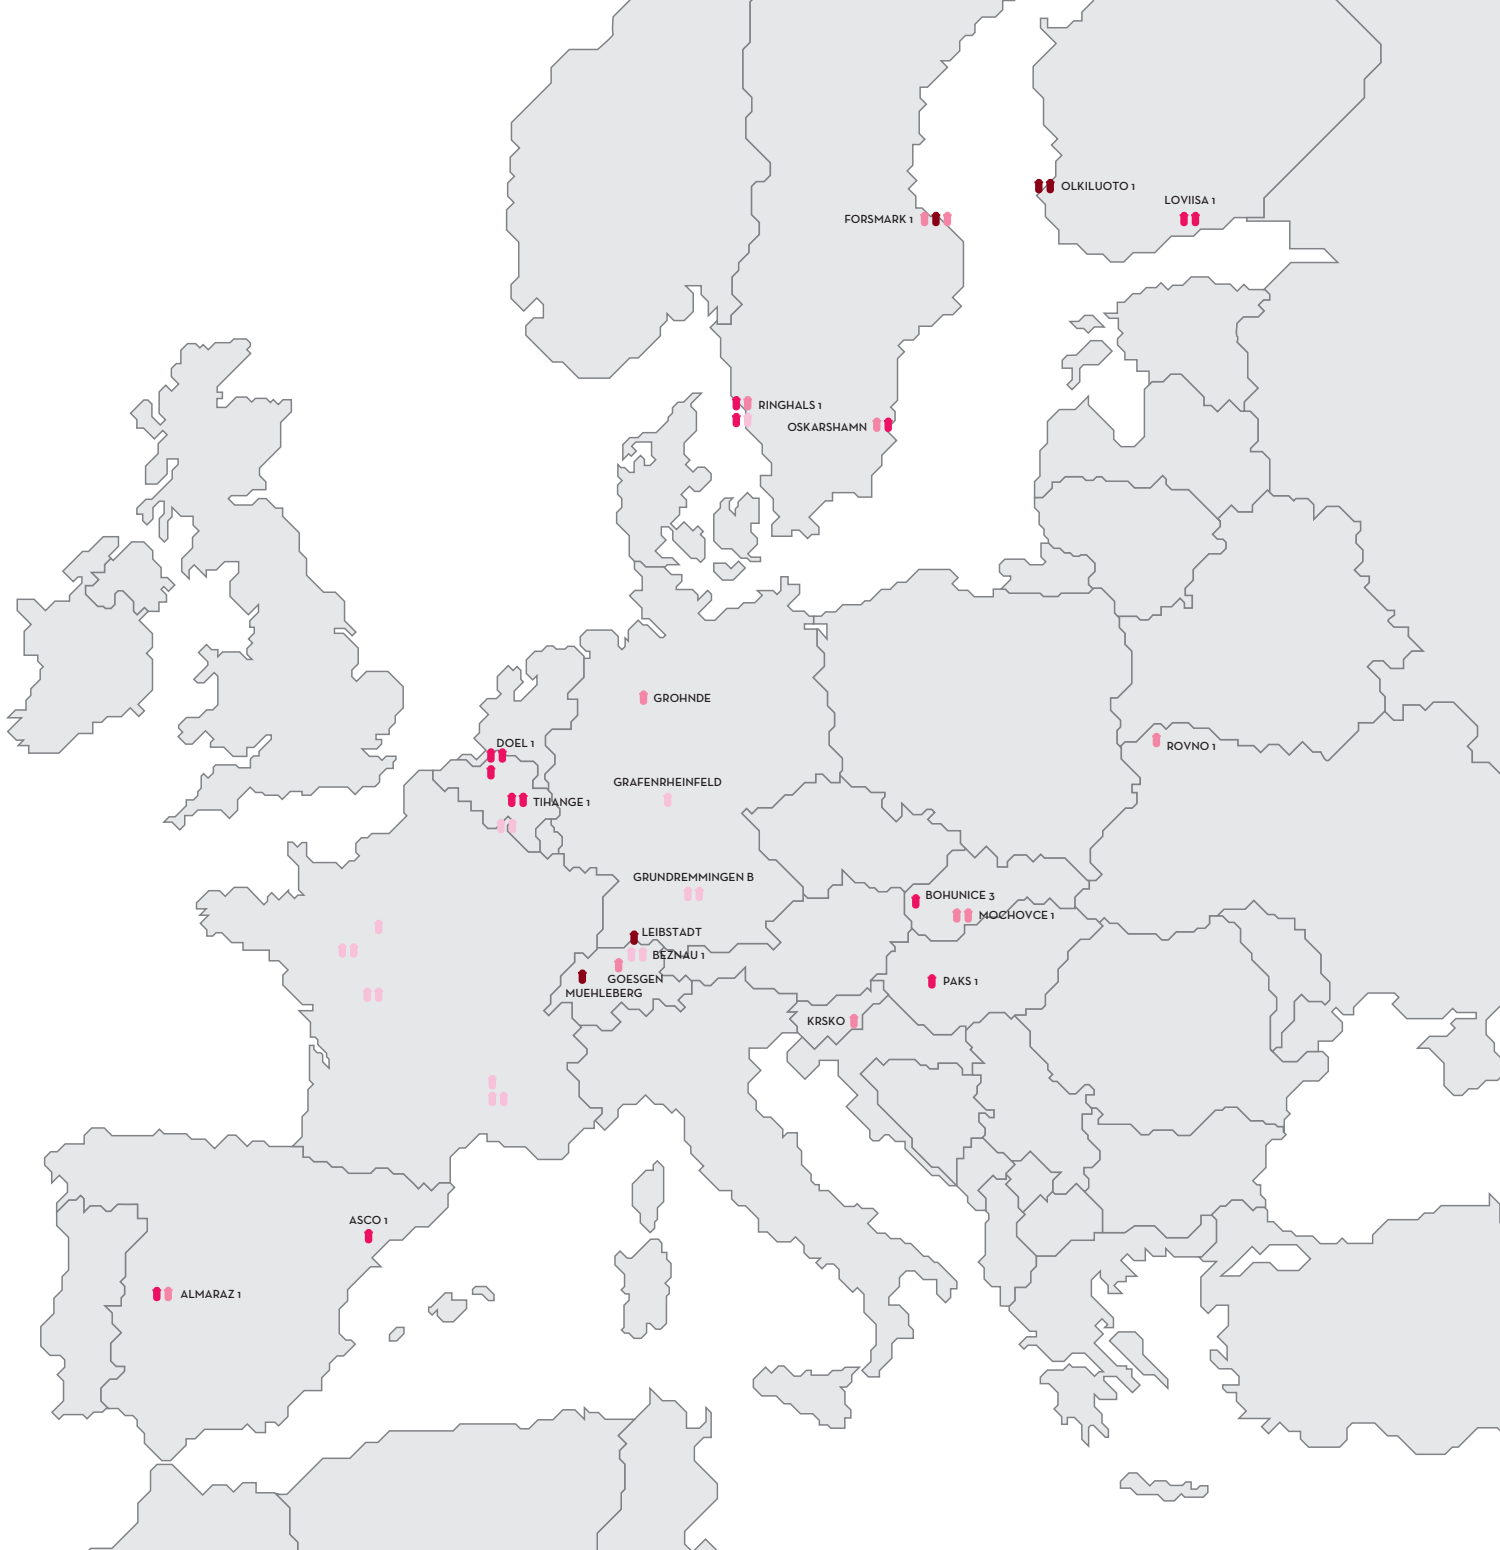 OLKILUOTO 1
LOVIISA 1
FORSMARK 1
RINGHALS 1
OSKARSHAMN
GROHNDE
DOEL 1
ROVNO 1
GRAFENRHEINFELD
TIHANGE 1
GRUNDREMMINGEN B
BOHUNICE 3
MOCHOVCE 1
LEIBSTADT
BEZNAU 1
GOESGEN
MUEHLEBERG
PAKS 1
KRSKO
ASCO 1
ALMARAZ 1